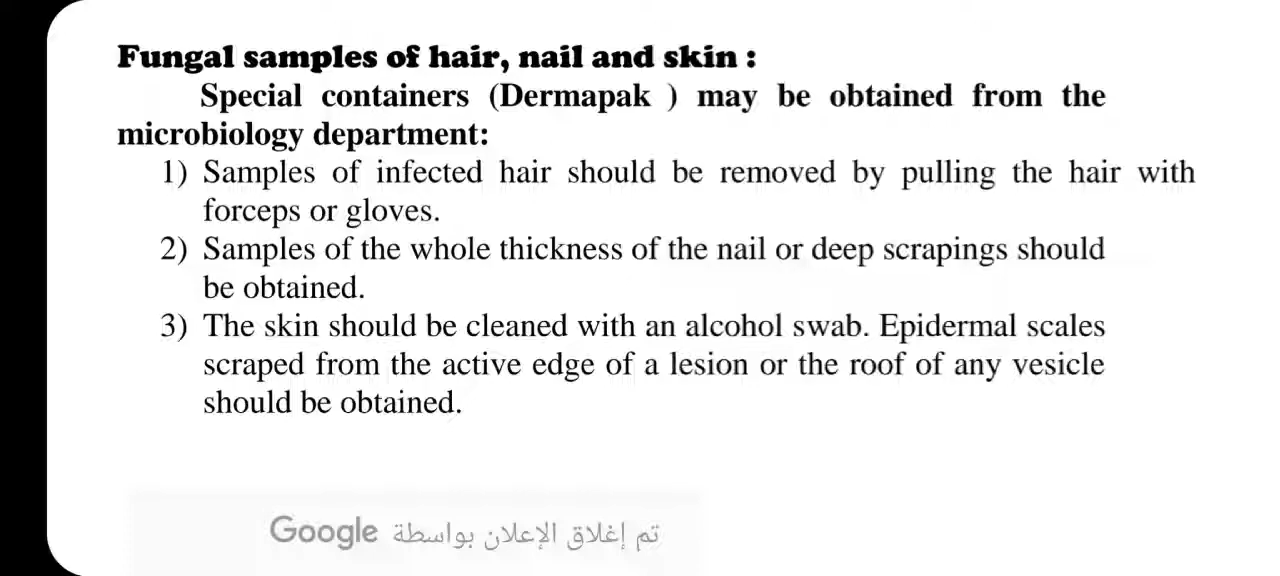 Fungal samples of hair, nail and skin :
Special containers (Dermapak ) may be obtained from the
microbiology department:
1) Samples of infected hair should be removed by pulling the hair with
forceps or gloves.
2) Samples of the whole thickness of the nail or deep scrapings should
be obtained.
3) The skin should be cleaned with an alcohol swab. Epidermal scales
scraped from the active edge of a lesion or the roof of any vesicle
should be obtained.
تم إغلاق الإعلان بواسطة Google